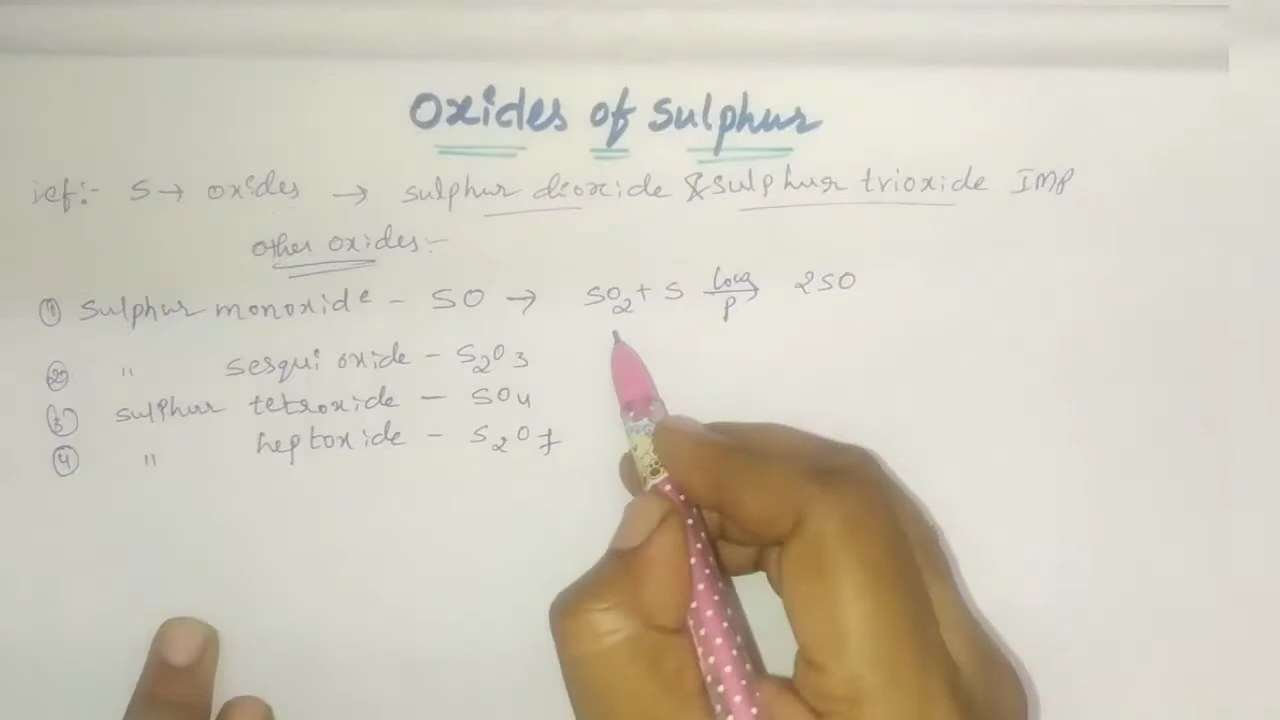 Oxides of Sulphur
ief:- S → oxides → sulphur dioxide & sulphur trioxide IMP
other oxides:-
① sulphur monoxide - SO → SO2 + S low/P→ 2SO
② " sesqui oxide - S2O3
③ sulphur tetroxide - SO4
④ " heptoxide - S2O7